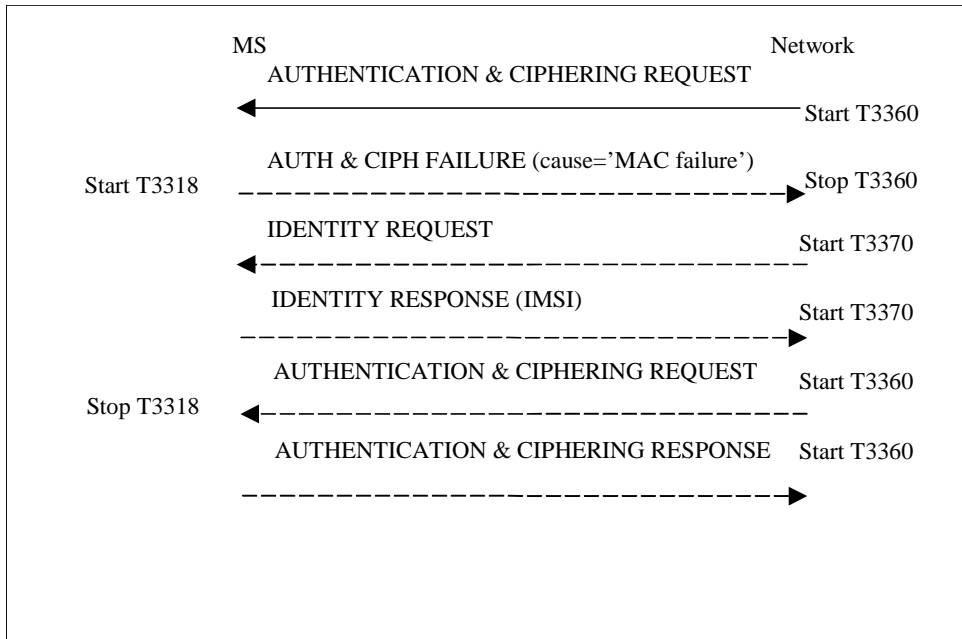 MS Network
AUTHENTICATION & CIPHERING REQUEST
Start T3360
AUTH & CIPH FAILURE (cause=’MAC failure’)
Start T3318 Stop T3360
IDENTITY REQUEST
Start T3370
IDENTITY RESPONSE (IMSI)
Start T3370
AUTHENTICATION & CIPHERING REQUEST
Start T3360
Stop T3318
AUTHENTICATION & CIPHERING RESPONSE Start T3360